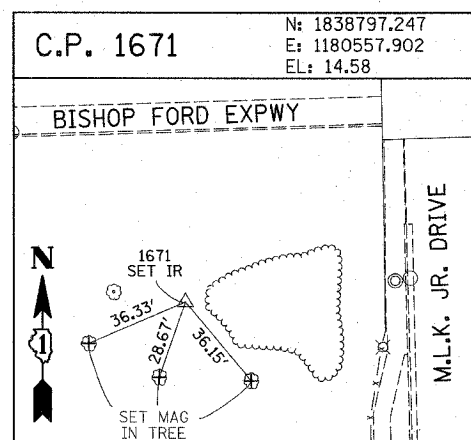 C.P. 1671
N: 1838797.247
E: 1180557.902
EL: 14.58
BISHOP FORD EXPWY
M.L.K. JR. DRIVE
N
1
1671
SET IR
36.33'
28.67'
36.15'
SET MAG
IN TREE